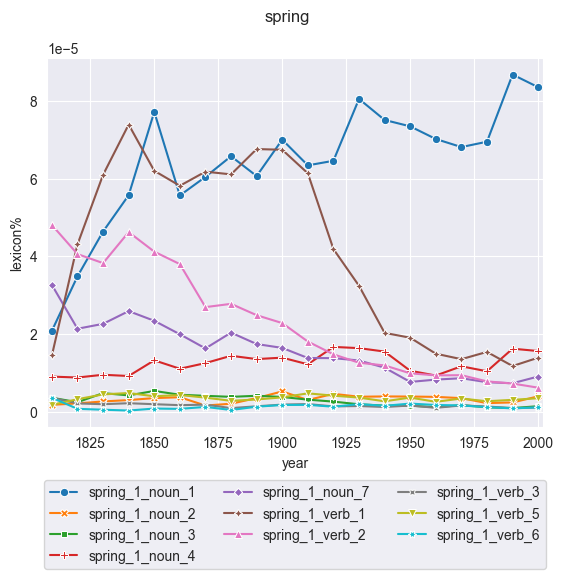 spring
1e−5
8
6
4
2
0
lexicon%
1825 1850 1875 1900 1925 1950 1975 2000
year
spring_1_noun_1 spring_1_noun_7 spring_1_verb_3
spring_1_noun_2 spring_1_verb_1 spring_1_verb_5
spring_1_noun_3 spring_1_verb_2 spring_1_verb_6
spring_1_noun_4